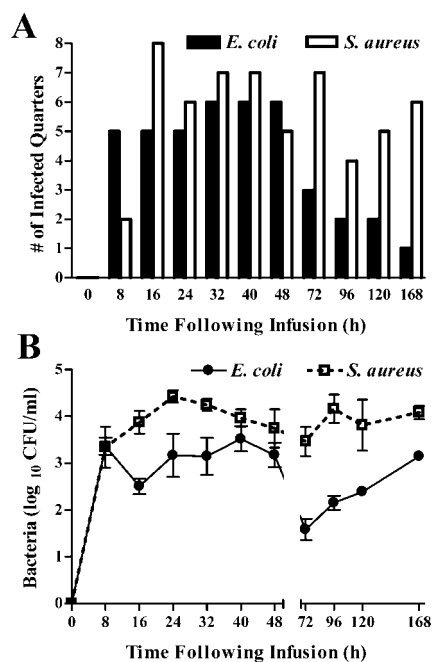 A
E. coli S. aureus
# of Infected Quarters
8
7
6
5
4
3
2
1
0
0 8 16 24 32 40 48 72 96 120 168
Time Following Infusion (h)
B
E. coli S. aureus
Bacteria (log 10 CFU/ml)
5
4
3
2
1
0
0 8 16 24 32 40 48 72 96 120 168
Time Following Infusion (h)